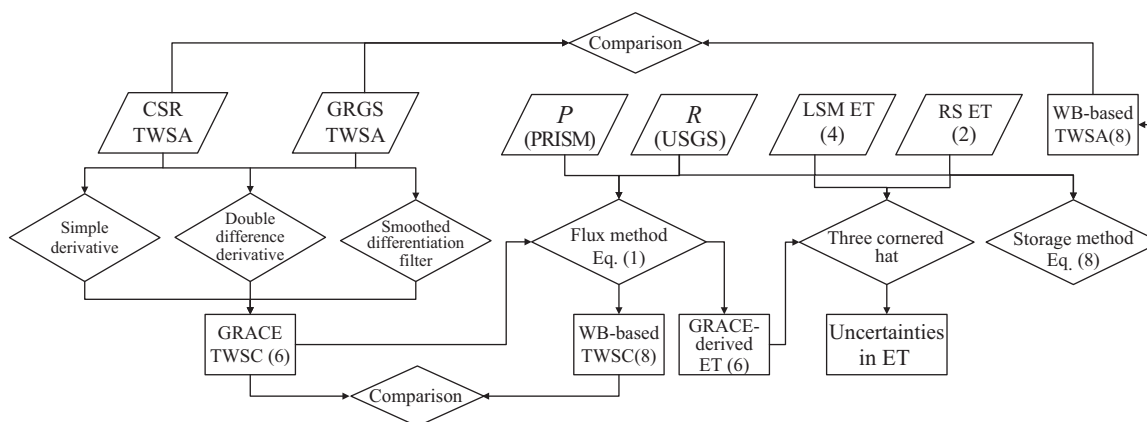 Comparison
CSR
TWSA
GRGS
TWSA
P
(PRISM)
R
(USGS)
LSM ET
(4)
RS ET
(2)
WB-based
TWSA(8)
Simple
derivative
Double
difference
derivative
Smoothed
differentiation
filter
Flux method
Eq. (1)
Three cornered
hat
Storage method
Eq. (8)
GRACE
TWSC (6)
WB-based
TWSC(8)
GRACE-
derived
ET (6)
Uncertainties
in ET
Comparison